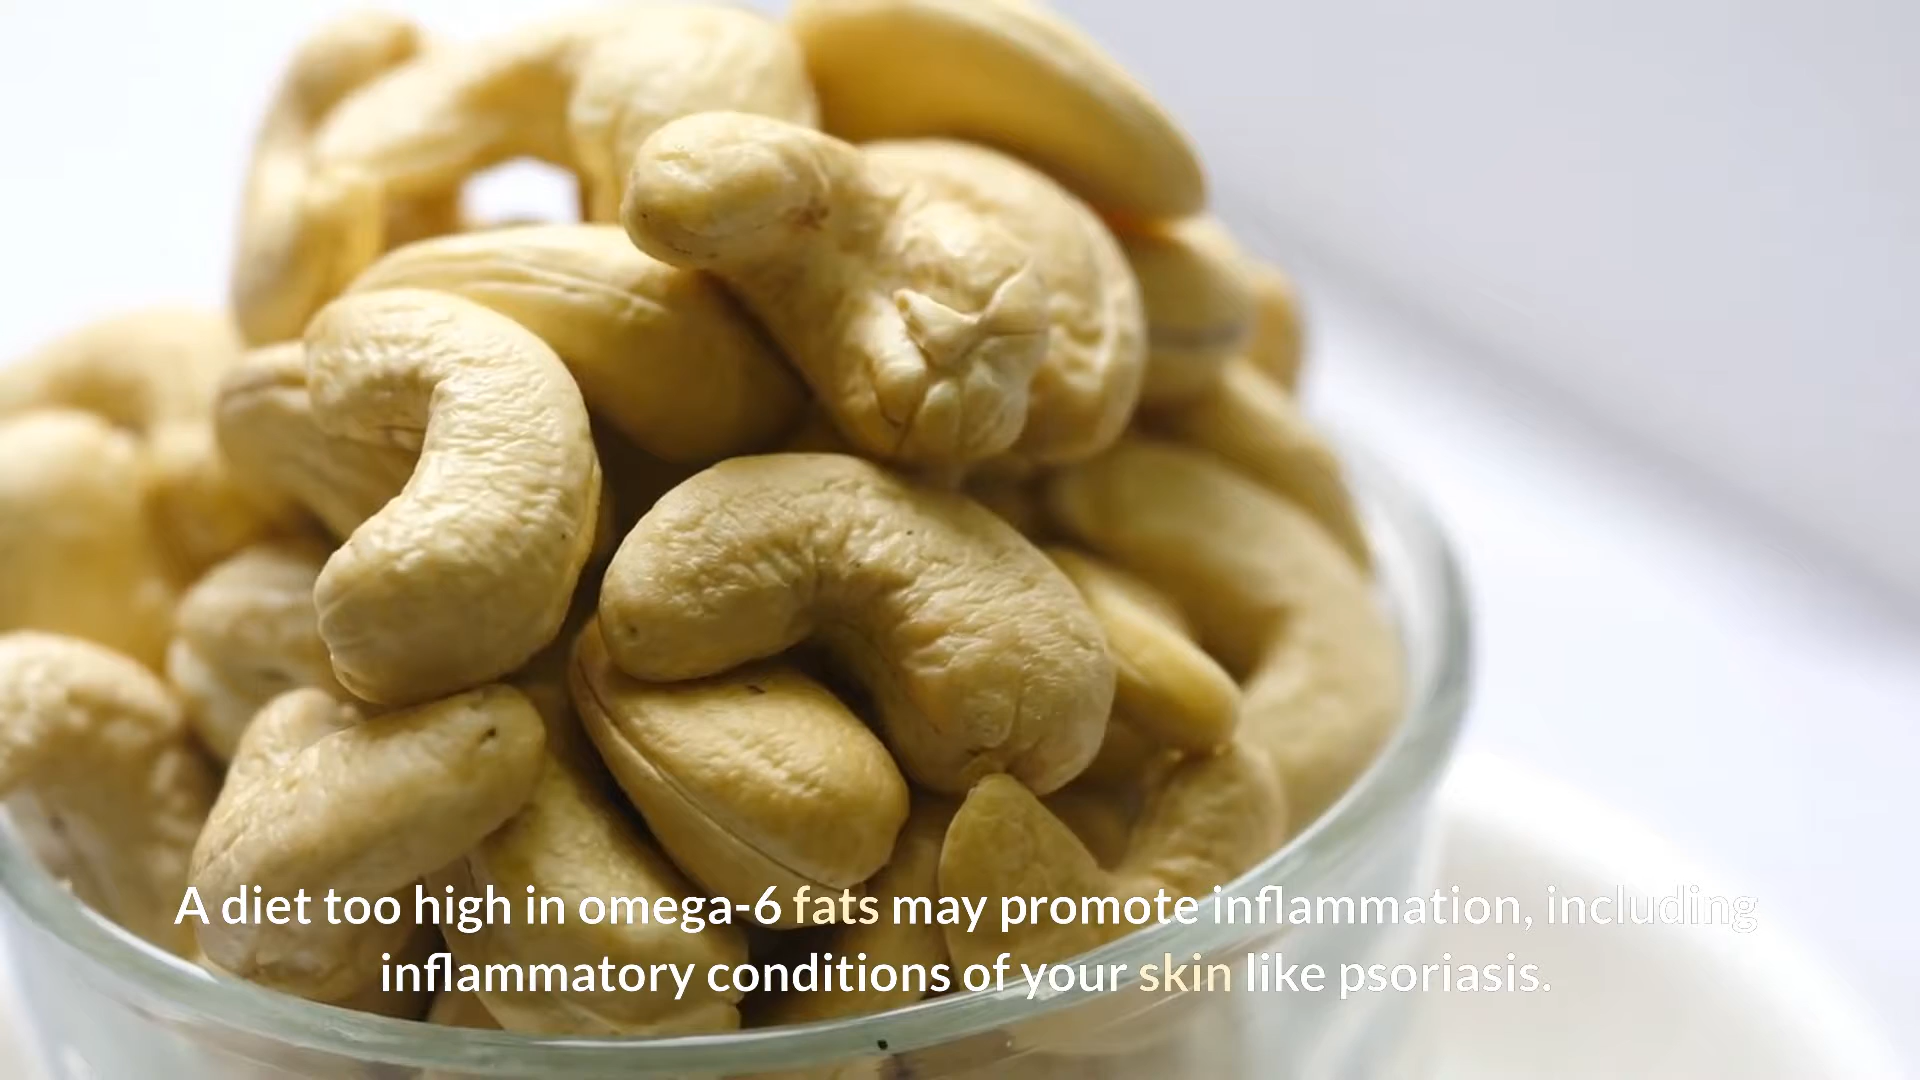 A diet too high in omega-6 fats may promote inflammation, including
inflammatory conditions of your skin like psoriasis.